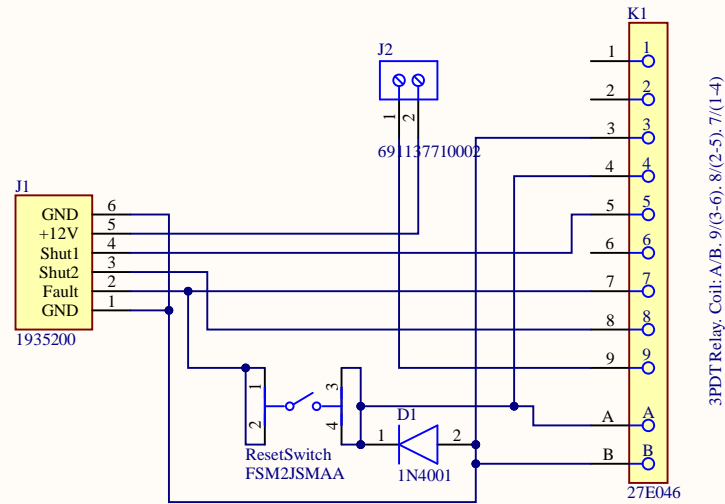 K1
J2
1 2
691137710002
1 1
2 2
3 3
4 4
5 5
6 6
7 7
8 8
9 9
A A
B B
27E046
3PDT Relay. Coil: A/B. 9/(3-6). 8/(2-5). 7/(1-4)
J1
GND 6
+12V 5
Shut1 4
Shut2 3
Fault 2
GND 1
1935200
1 2
3 4
ResetSwitch
FSM2JSMAA
D1
1 2
1N4001